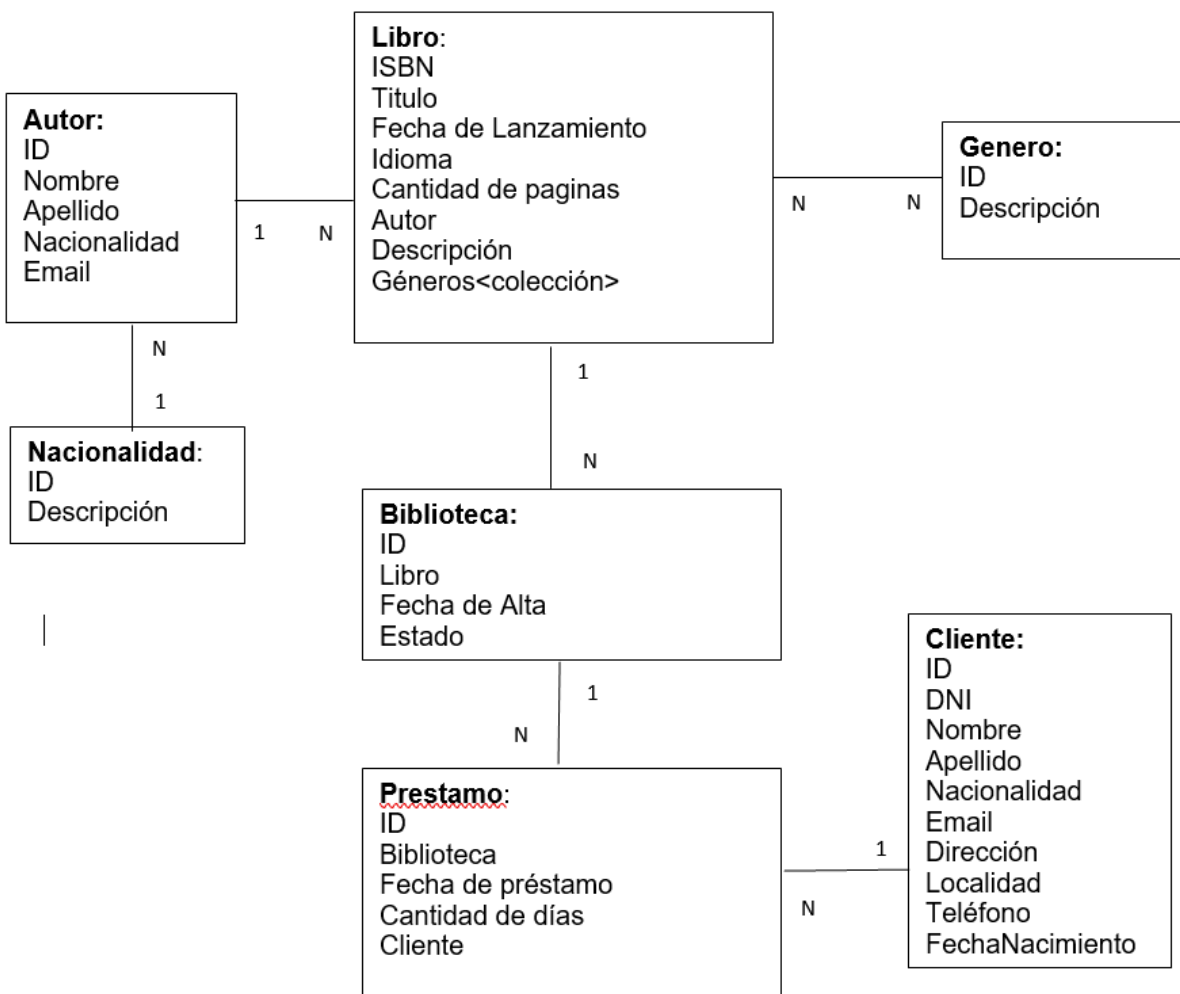 Libro:
ISBN
Titulo
Fecha de Lanzamiento
Idioma
Cantidad de paginas
Autor
Descripción
Géneros<colección>
Autor:
ID
Nombre
Apellido
Nacionalidad
Email
1
N
Genero:
ID
Descripción
N
N
N
1
Nacionalidad:
ID
Descripción
1
N
Biblioteca:
ID
Libro
Fecha de Alta
Estado
1
N
Prestamo:
ID
Biblioteca
Fecha de préstamo
Cantidad de días
Cliente
1
N
Cliente:
ID
DNI
Nombre
Apellido
Nacionalidad
Email
Dirección
Localidad
Teléfono
FechaNacimiento